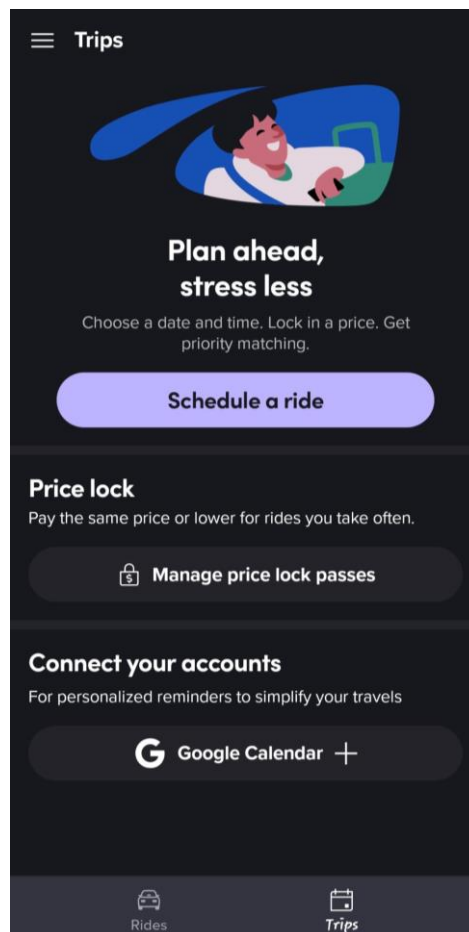 Trips
Plan ahead,
stress less
Choose a date and time. Lock in a price. Get
priority matching.
Schedule a ride
Price lock
Pay the same price or lower for rides you take often.
$ Manage price lock passes
Connect your accounts
For personalized reminders to simplify your travels
G Google Calendar +
Rides Trips